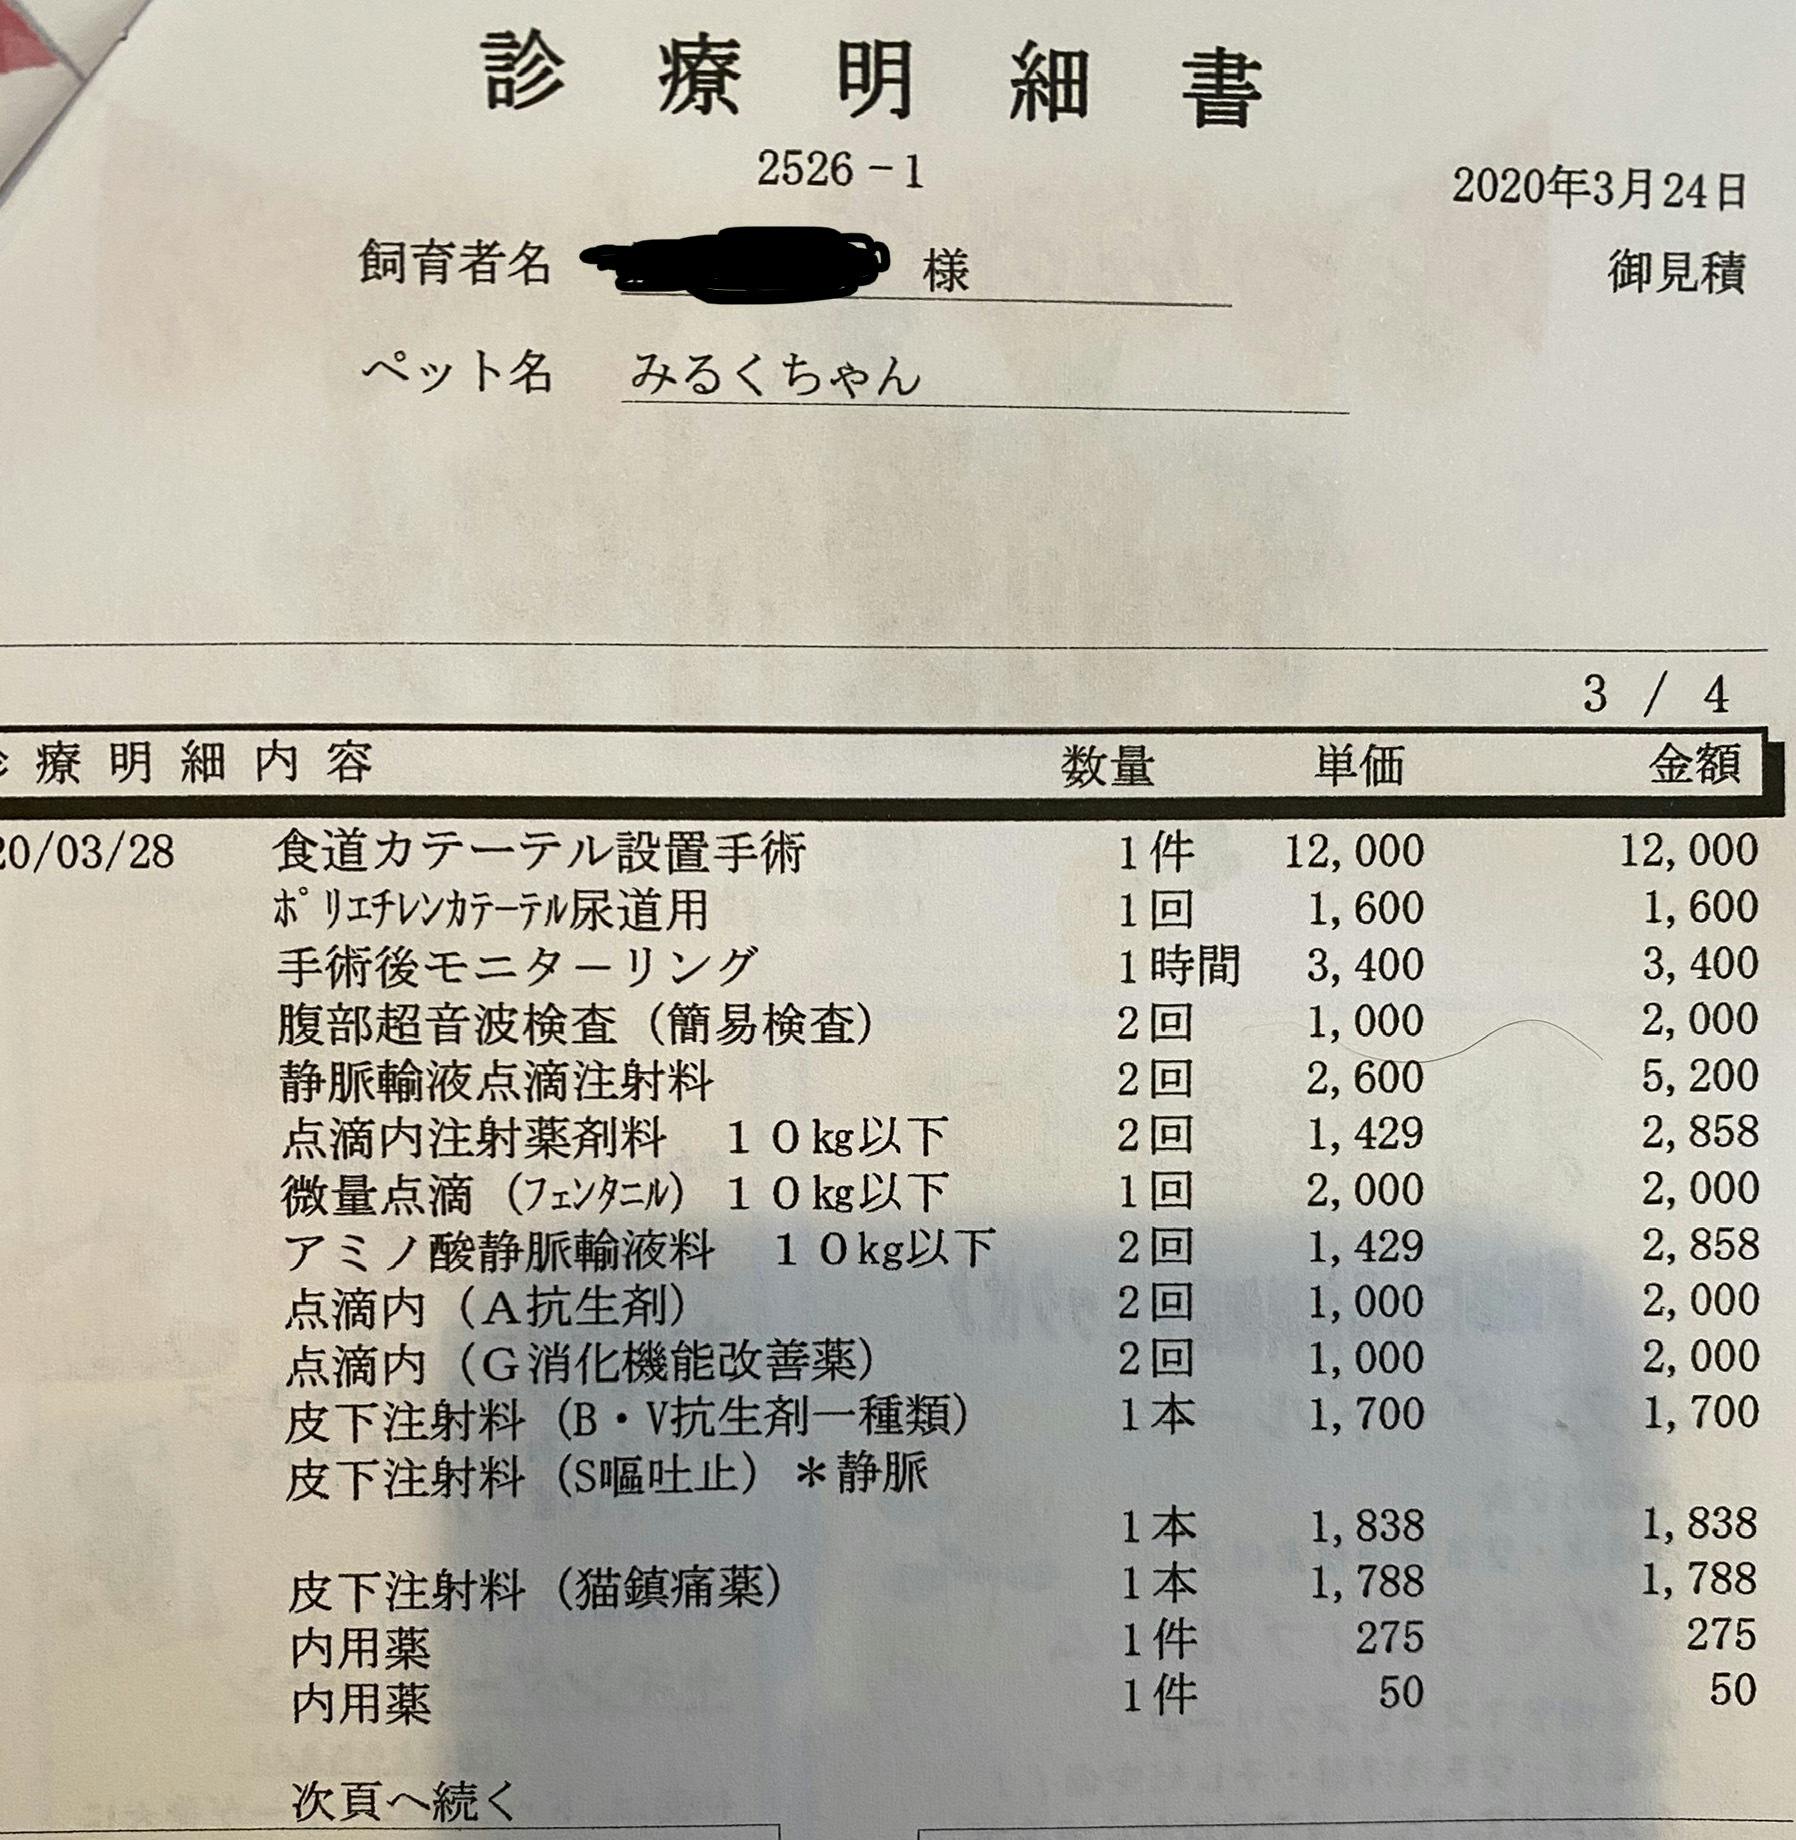 診療明細書
2526-1
2020年3月24日
飼育者名 様
御見積
ペット名 みるくちゃん
3 / 4
療明細内容 数量 単価 金額
20/03/28 食道カテーテル設置手術 1件 12,000 12,000
ﾎﾟﾘｴﾁﾚﾝｶﾃｰﾃﾙ尿道用 1回 1,600 1,600
手術後モニターリング 1時間 3,400 3,400
腹部超音波検査（簡易検査） 2回 1,000 2,000
静脈輸液点滴注射料 2回 2,600 5,200
点滴内注射薬剤料 １０㎏以下 2回 1,429 2,858
微量点滴（ﾌｪﾝﾀﾆﾙ） １０㎏以下 1回 2,000 2,000
アミノ酸静脈輸液料 １０kg以下 2回 1,429 2,858
点滴内（Ａ抗生剤） 2回 1,000 2,000
点滴内（Ｇ消化機能改善薬） 2回 1,000 2,000
皮下注射料（B・V抗生剤一種類） 1本 1,700 1,700
皮下注射料（S嘔吐止）＊静脈
1本 1,838 1,838
皮下注射料（猫鎮痛薬） 1本 1,788 1,788
内用薬 1件 275 275
内用薬 1件 50 50
次頁へ続く